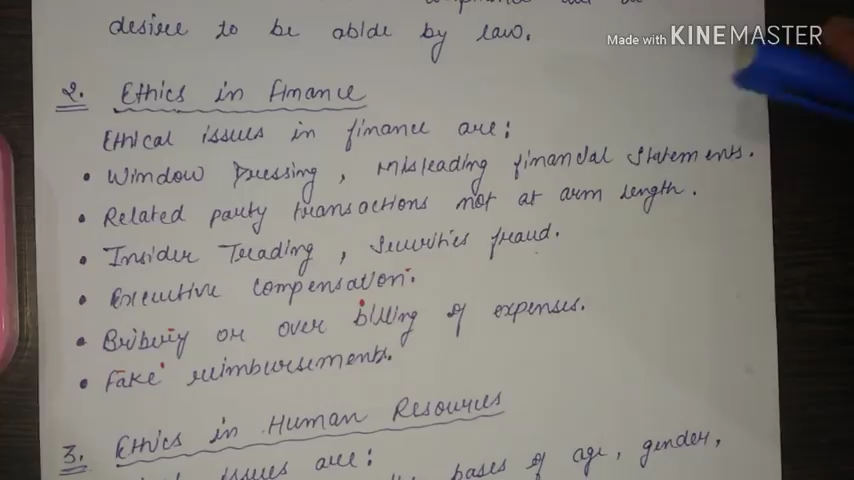 desire to be abide by law.
Made with KINEMASTER
2. Ethics in Finance
Ethical issues in finance are:
• Window Dressing, Misleading financial statements.
• Related party transactions not at arm length.
• Insider Trading, Securities fraud.
• Executive compensation.
• Bribery or over billing of expenses.
• Fake reimbursements.
3. Ethics in Human Resources
issues are:
bases of age, gender,